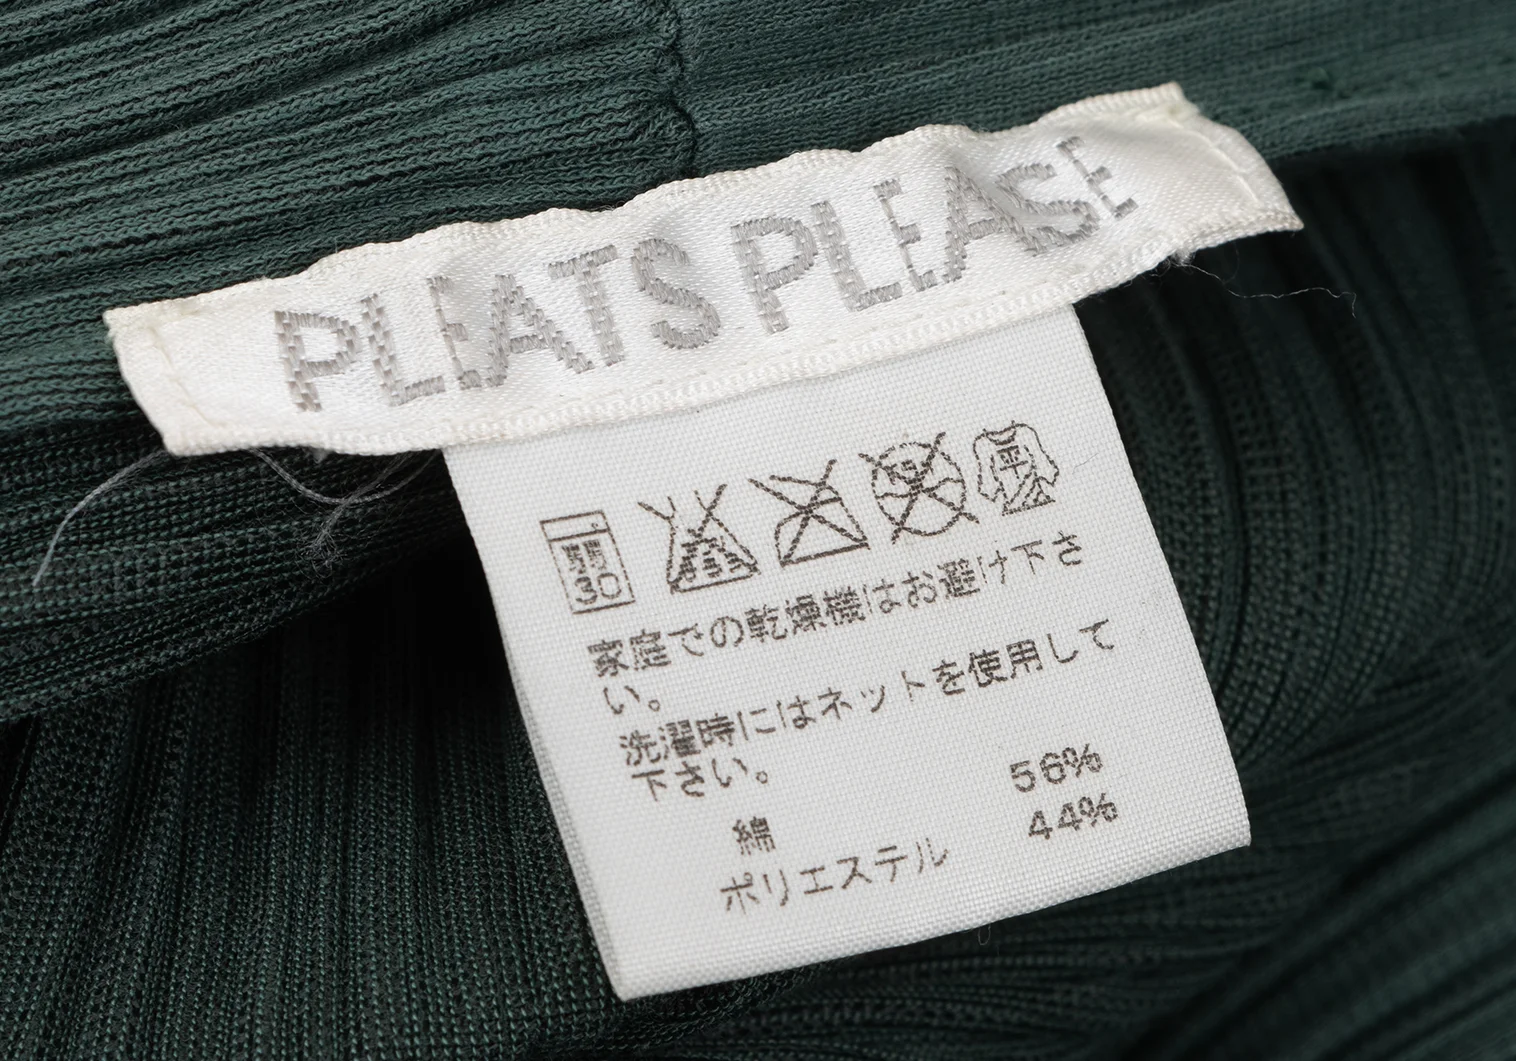 PLEATS PLEASE
弱
30
平
家庭での乾燥機はお避け下さ
い。
洗濯時にはネットを使用して
下さい。
綿 56%
ポリエステル 44%